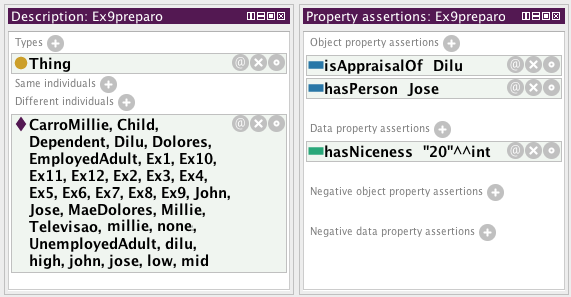 Description: Ex9preparo
Types
Thing
Same individuals
Different individuals
CarroMillie, Child,
Dependent, Dilu, Dolores,
EmployedAdult, Ex1, Ex10,
Ex11, Ex12, Ex2, Ex3, Ex4,
Ex5, Ex6, Ex7, Ex8, Ex9, John,
Jose, MaeDolores, Millie,
Televisao, millie, none,
UnemployedAdult, dilu,
high, john, jose, low, mid
Property assertions: Ex9preparo
Object property assertions
isAppraisalOf Dilu
hasPerson Jose
Data property assertions
hasNiceness "20"^^int
Negative object property assertions
Negative data property assertions